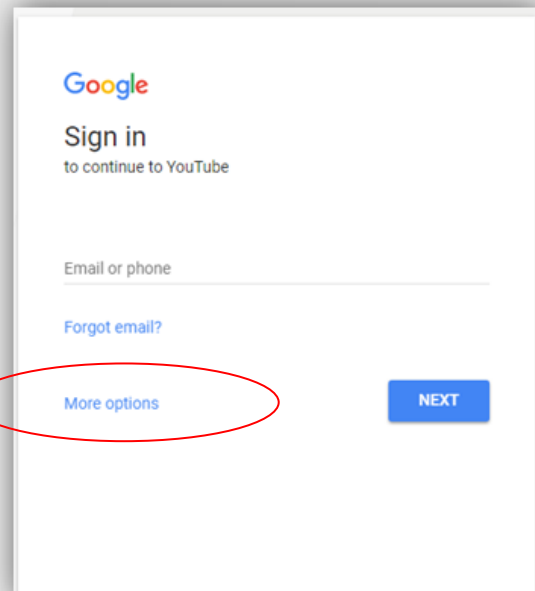 Google
Sign in
to continue to YouTube
Email or phone
Forgot email?
More options
NEXT